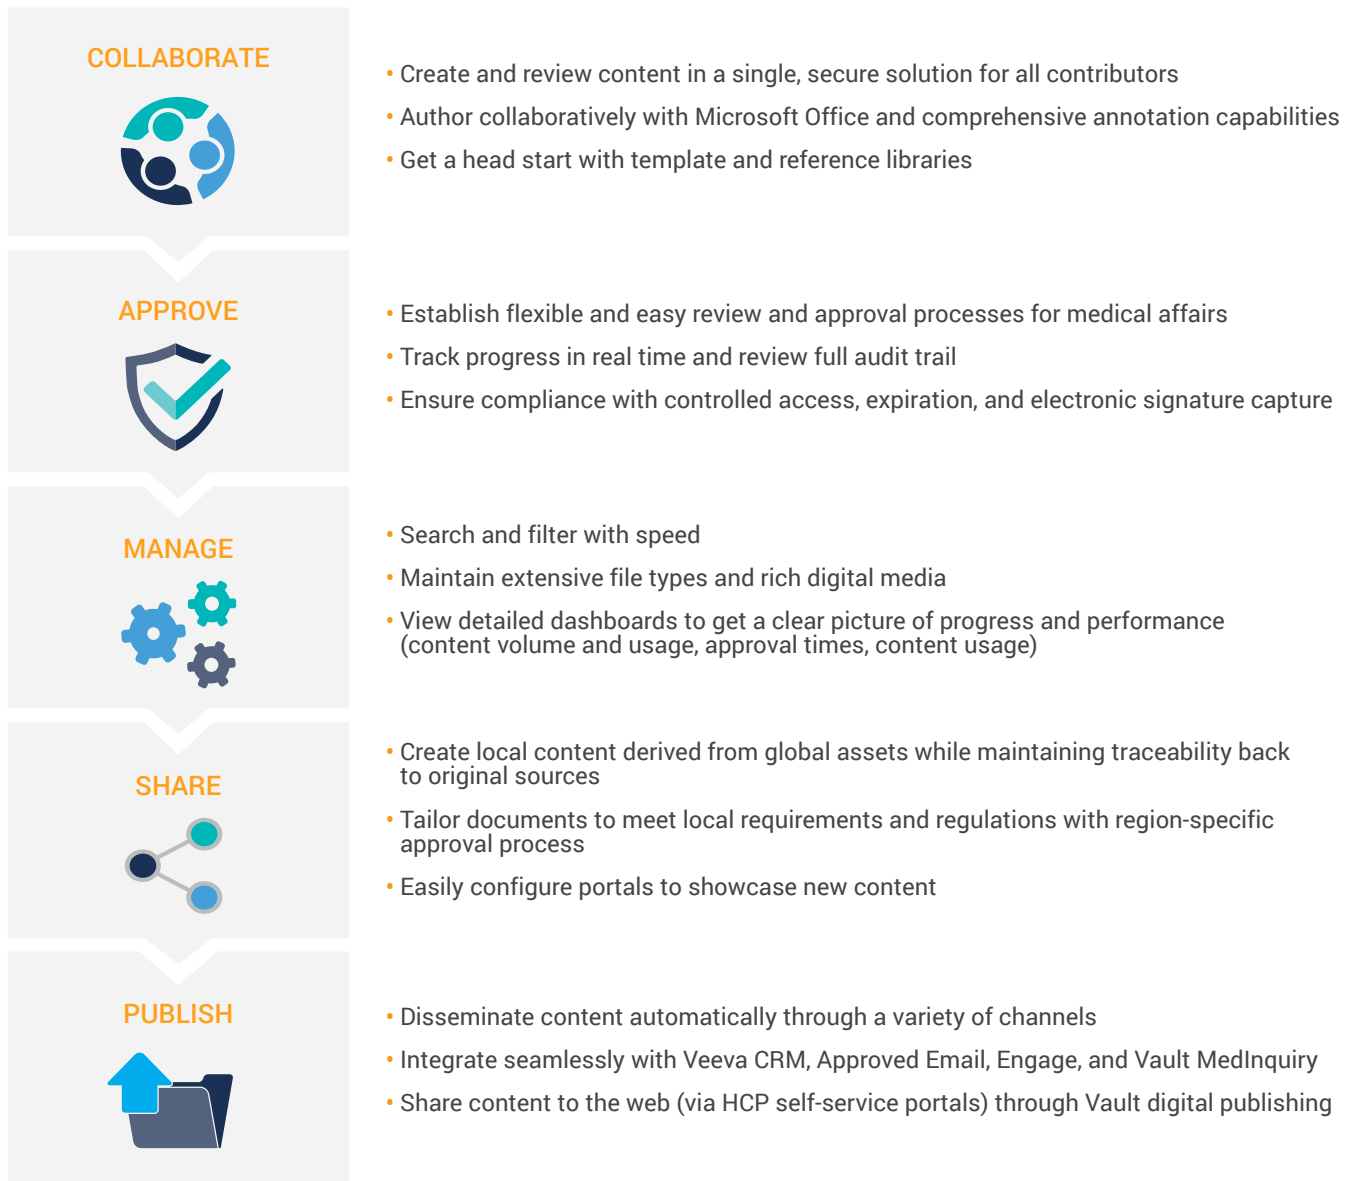 COLLABORATE
• Create and review content in a single, secure solution for all contributors
• Author collaboratively with Microsoft Office and comprehensive annotation capabilities
• Get a head start with template and reference libraries
APPROVE
• Establish flexible and easy review and approval processes for medical affairs
• Track progress in real time and review full audit trail
• Ensure compliance with controlled access, expiration, and electronic signature capture
MANAGE
• Search and filter with speed
• Maintain extensive file types and rich digital media
• View detailed dashboards to get a clear picture of progress and performance
(content volume and usage, approval times, content usage)
SHARE
• Create local content derived from global assets while maintaining traceability back
to original sources
• Tailor documents to meet local requirements and regulations with region-specific
approval process
• Easily configure portals to showcase new content
PUBLISH
• Disseminate content automatically through a variety of channels
• Integrate seamlessly with Veeva CRM, Approved Email, Engage, and Vault MedInquiry
• Share content to the web (via HCP self-service portals) through Vault digital publishing